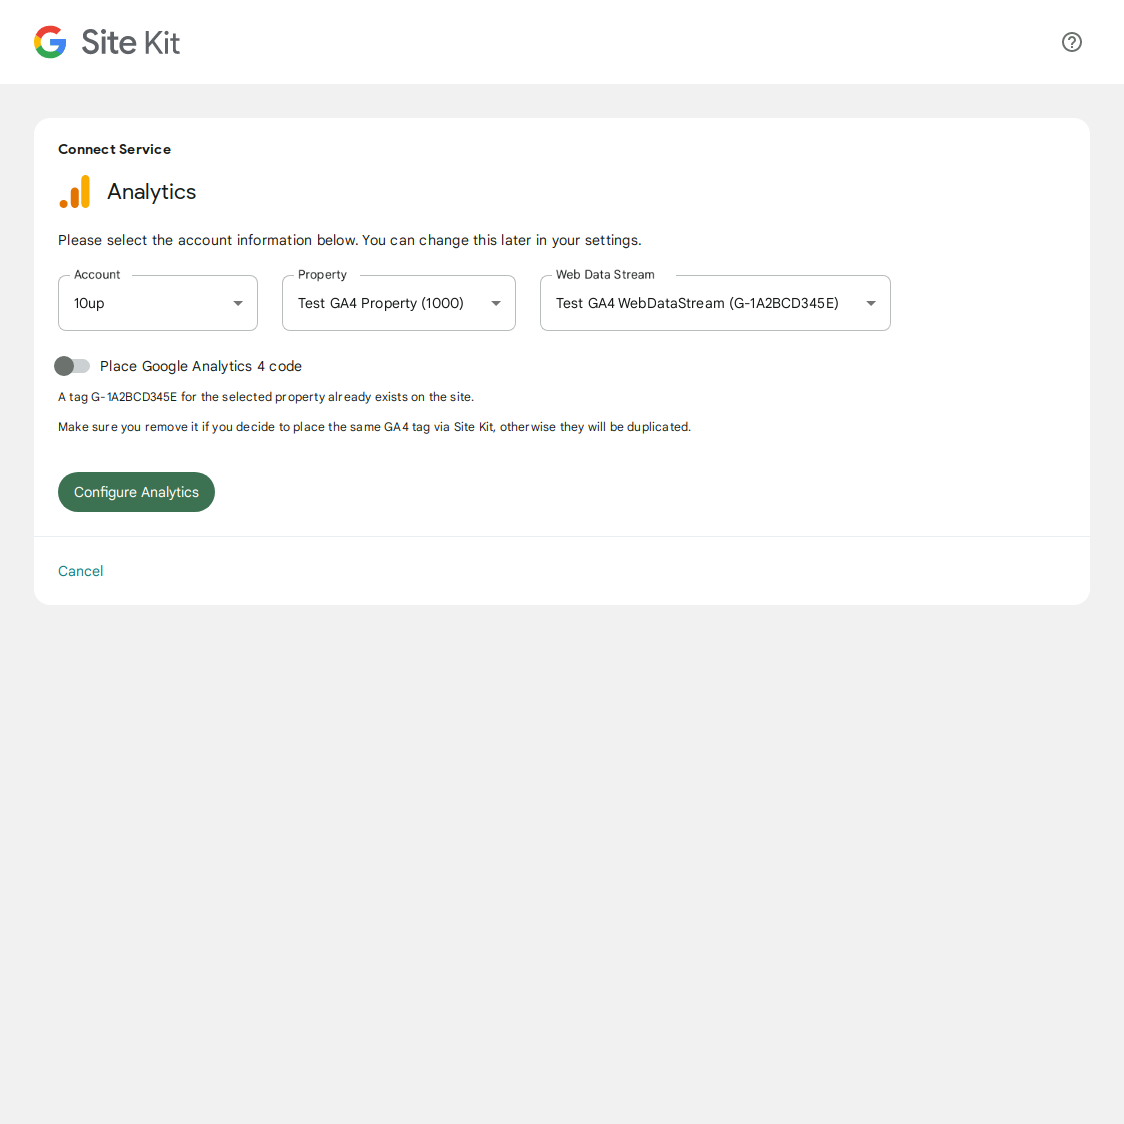 Site Kit
Connect Service
Analytics
Please select the account information below. You can change this later in your settings.
Account
10up
Property
Test GA4 Property (1000)
Web Data Stream
Test GA4 WebDataStream (G-1A2BCD345E)
Place Google Analytics 4 code
A tag G-1A2BCD345E for the selected property already exists on the site.
Make sure you remove it if you decide to place the same GA4 tag via Site Kit, otherwise they will be duplicated.
Configure Analytics
Cancel